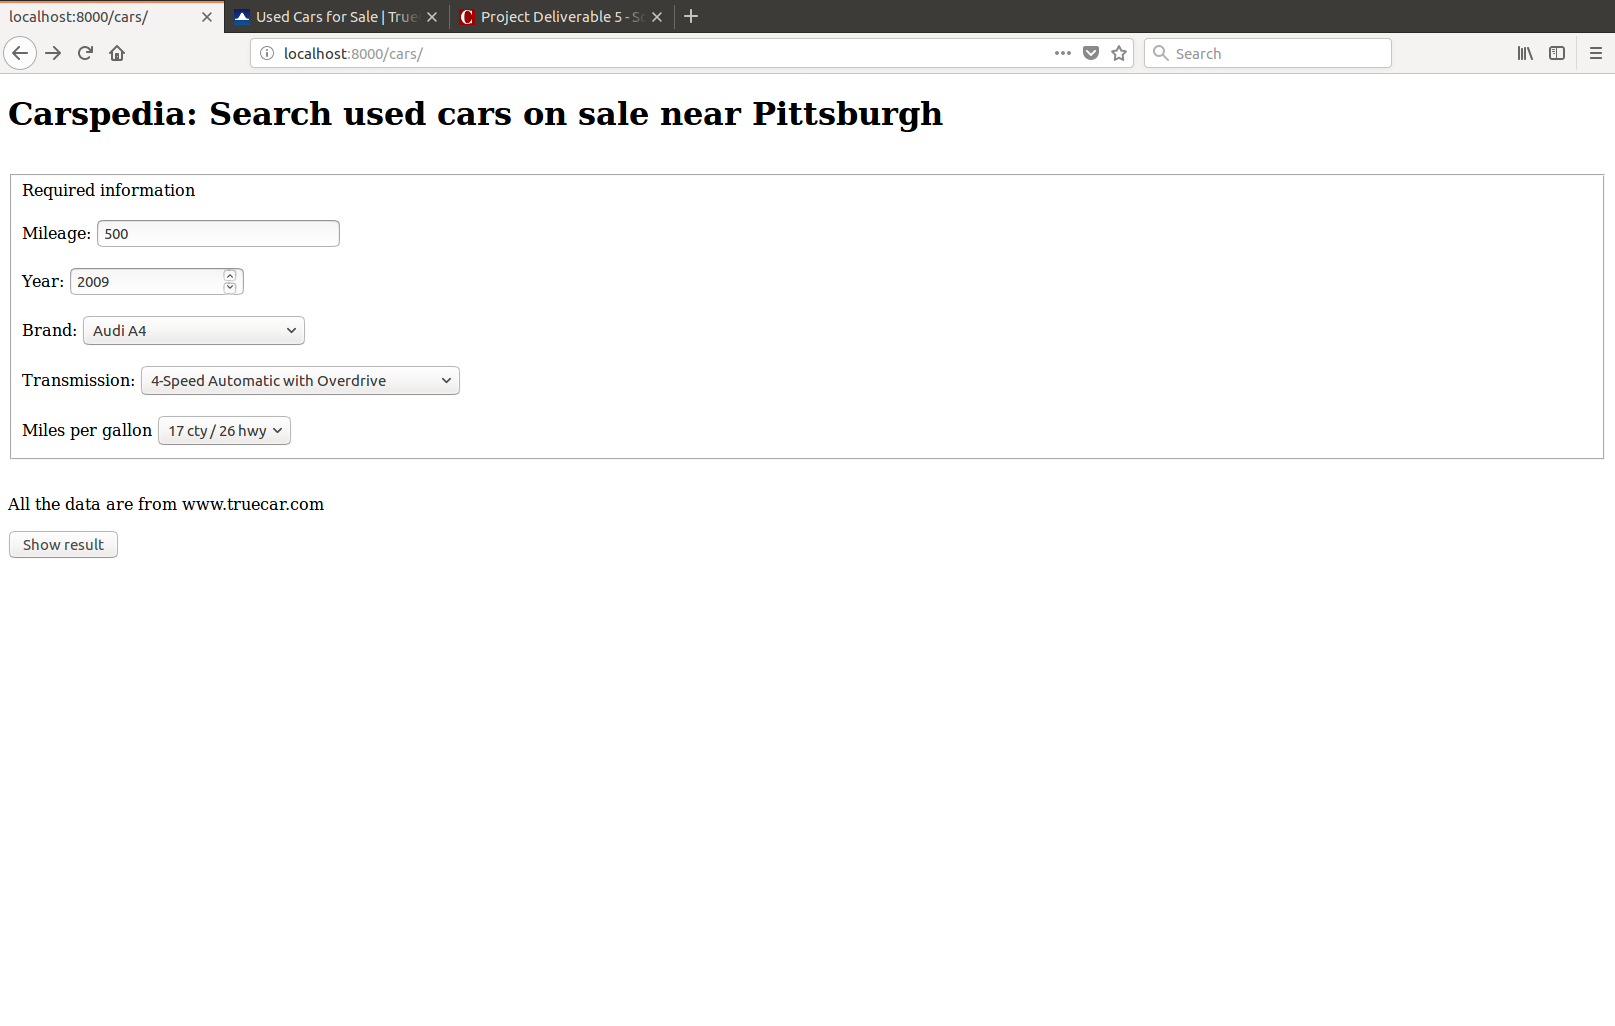 localhost:8000/cars/
Used Cars for Sale | True
Project Deliverable 5 - Sc
localhost:8000/cars/
Search
Carspedia: Search used cars on sale near Pittsburgh
Required information
Mileage: 500
Year: 2009
Brand: Audi A4
Transmission: 4-Speed Automatic with Overdrive
Miles per gallon 17 cty / 26 hwy
All the data are from www.truecar.com
Show result